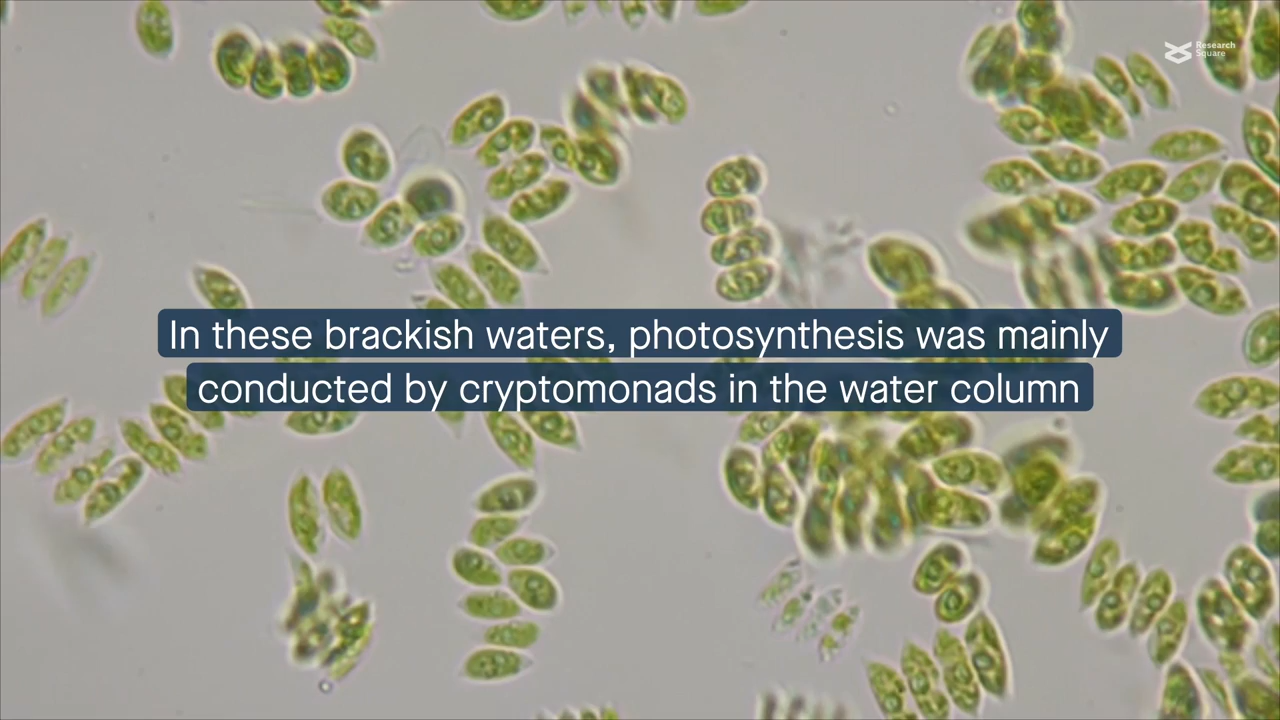 Research
Square
In these brackish waters, photosynthesis was mainly
conducted by cryptomonads in the water column